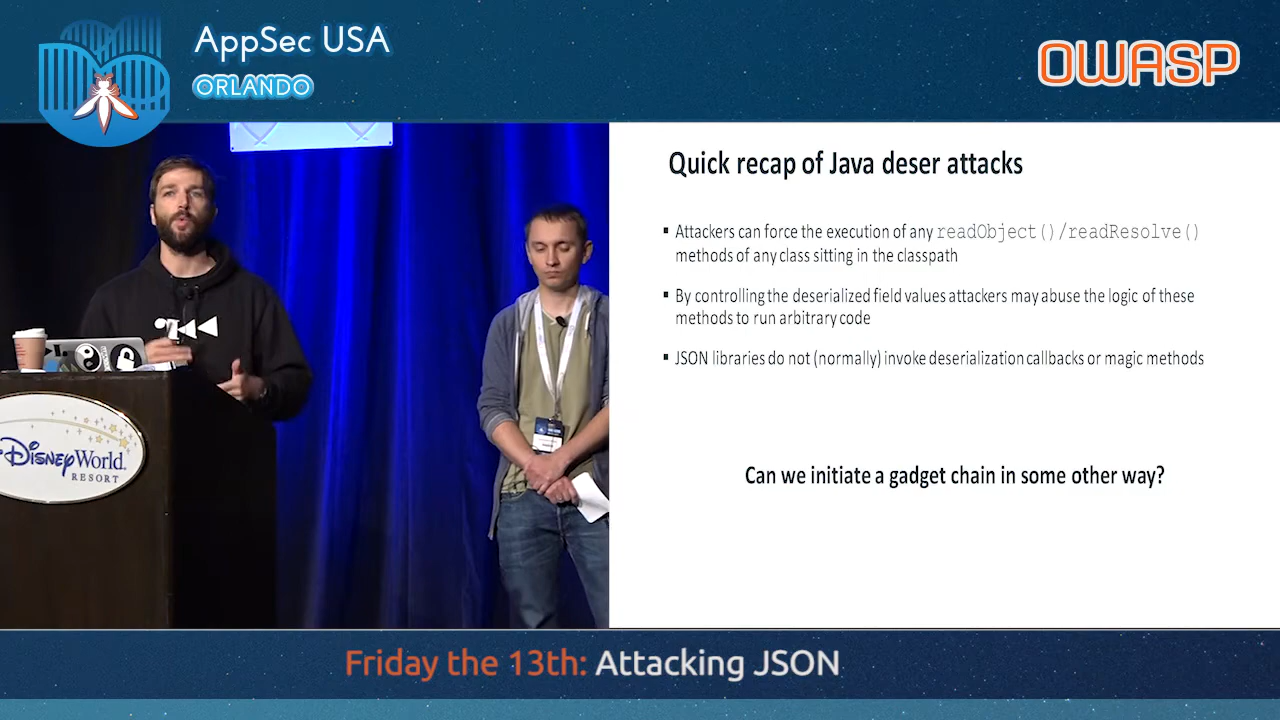 AppSec USA
ORLANDO
OWASP
Quick recap of Java deser attacks
▪ Attackers can force the execution of any readObject()/readResolve()
methods of any class sitting in the classpath
▪ By controlling the deserialized field values attackers may abuse the logic of these
methods to run arbitrary code
▪ JSON libraries do not (normally) invoke deserialization callbacks or magic methods
Can we initiate a gadget chain in some other way?
Disney World.
RESORT
Friday the 13th: Attacking JSON